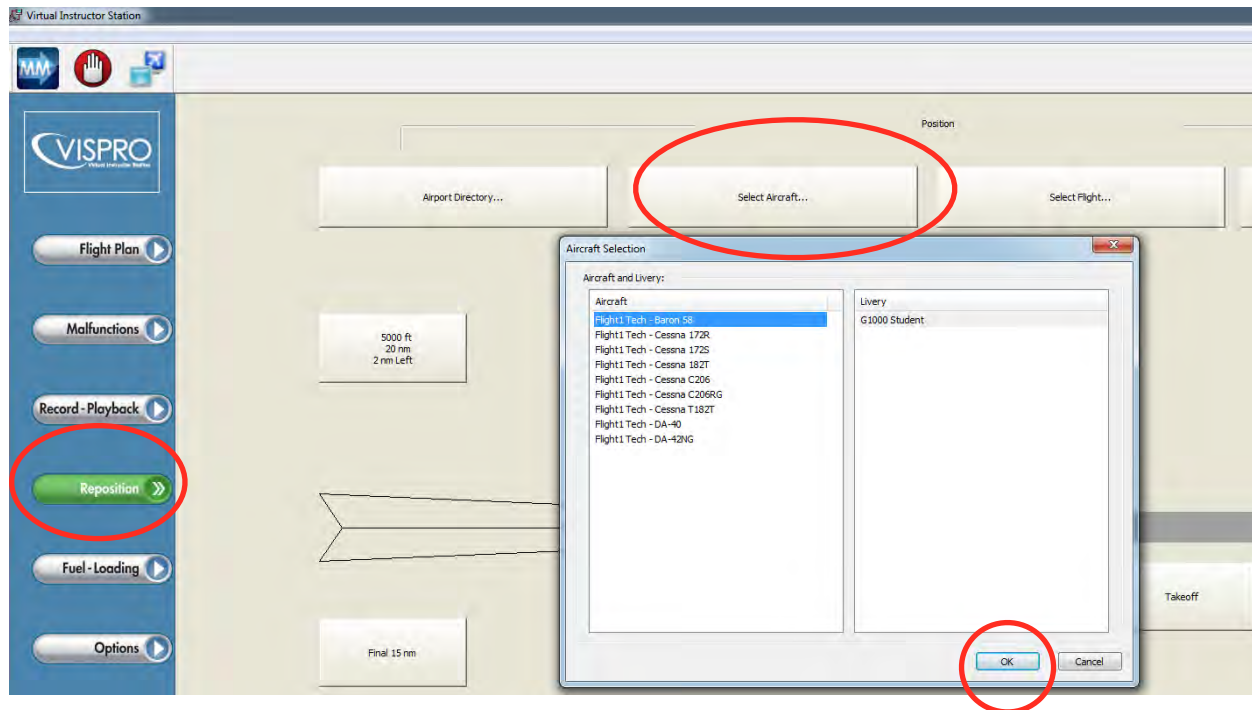 Virtual Instructor Station
MM
VISPRO
Virtual Instructor Station
Position
Airport Directory...
Select Aircraft...
Select Flight...
Flight Plan
Malfunctions
Record - Playback
Reposition
Fuel - Loading
Options
5000 ft
20 nm
2 nm Left
Final 15 nm
Takeoff
Aircraft Selection
Aircraft and Livery:
Aircraft
Flight1 Tech - Baron 58
Flight1 Tech - Cessna 172R
Flight1 Tech - Cessna 172S
Flight1 Tech - Cessna 182T
Flight1 Tech - Cessna C206
Flight1 Tech - Cessna C206RG
Flight1 Tech - Cessna T182T
Flight1 Tech - DA-40
Flight1 Tech - DA-42NG
Livery
G1000 Student
OK
Cancel